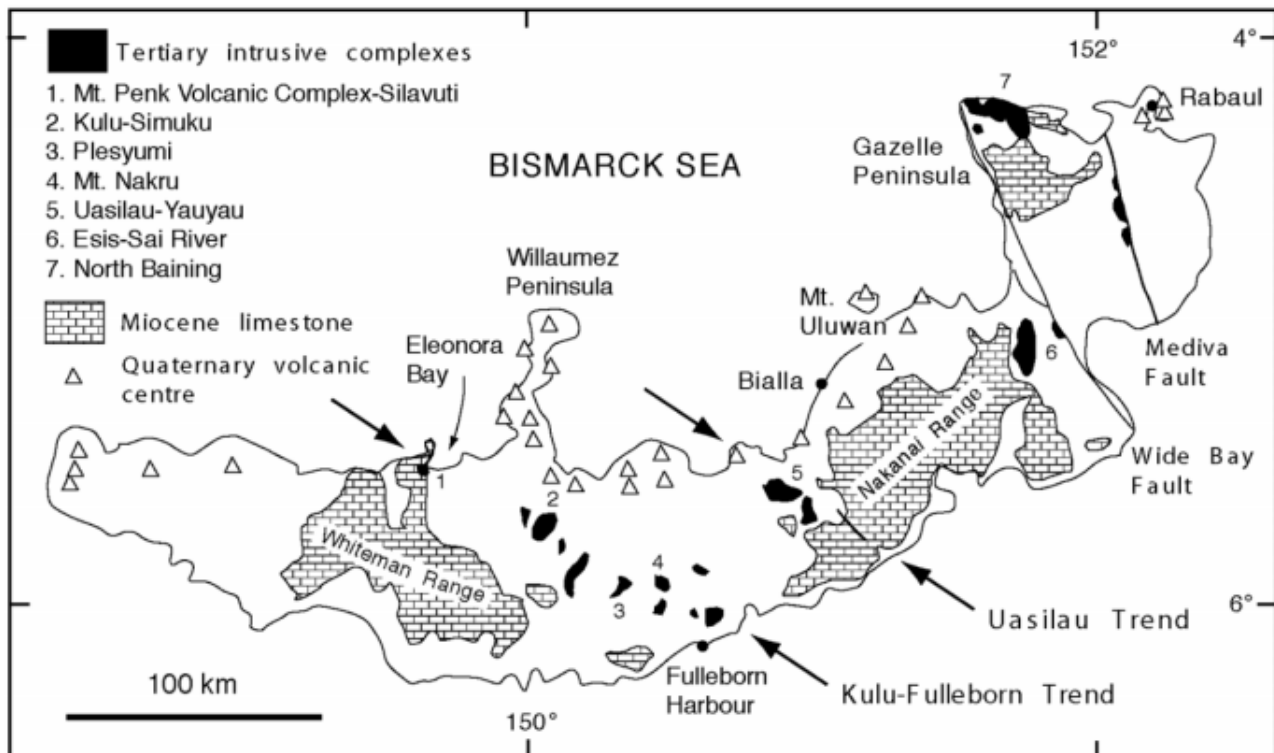 Tertiary intrusive complexes
1. Mt. Penk Volcanic Complex-Silavuti
2. Kulu-Simuku
3. Plesyumi
4. Mt. Nakru
5. Uasilau-Yauyau
6. Esis-Sai River
7. North Baining
Miocene limestone
Quaternary volcanic
centre
152°
4°
7
Rabaul
Gazelle
Peninsula
BISMARCK SEA
Willaumez
Peninsula
Mt.
Uluwan
Eleonora
Bay
Bialla
6
Mediva
Fault
Wide Bay
Fault
Nakanai Range
1
2
5
Whiteman Range
4
3
6°
Uasilau Trend
Fulleborn
Harbour
Kulu-Fulleborn Trend
100 km
150°